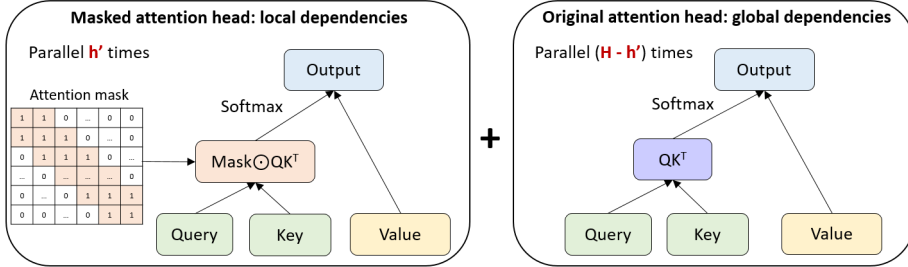 Masked attention head: local dependencies
Parallel h’ times
Attention mask
1 1 0 ... 0 0
1 1 1 0 ... 0
0 1 1 1 0 ...
... 0 ... ... ... 0
0 ... 0 1 1 1
0 0 ... 0 1 1
Output
Softmax
Mask⊙QKᵀ
Query Key Value
+
Original attention head: global dependencies
Parallel (H - h’) times
Output
Softmax
QKᵀ
Query Key Value